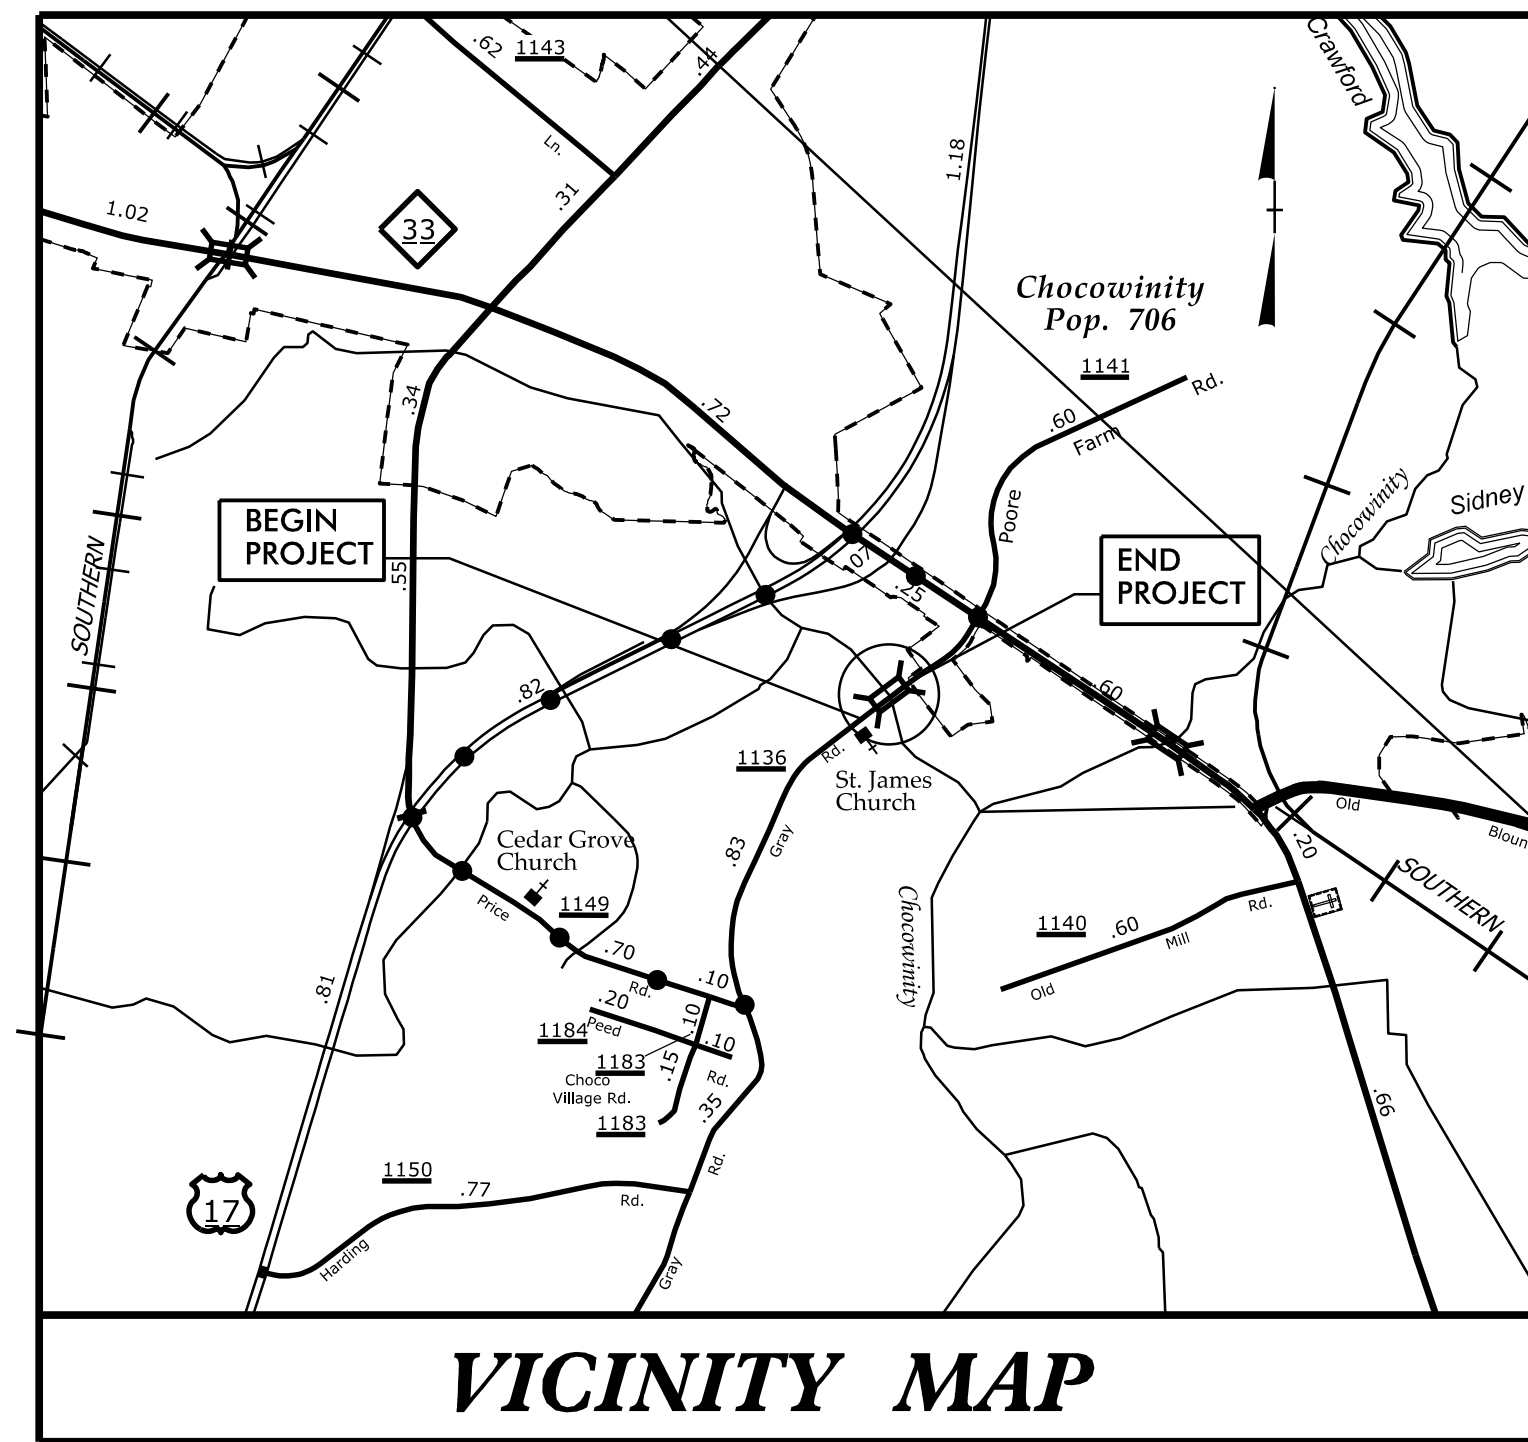 .62
1143
.44
Crawford
Ln.
1.18
.31
1.02
33
Chocowinity
Pop. 706
1141
Rd.
.34
.72
.60
Farm
Chocowinity
Sidney
Poore
BEGIN
PROJECT
SOUTHERN
.55
.07
.25
END
PROJECT
.82
.60
1136
Rd.
St. James
Church
Old
Bloun
.20
Cedar Grove
Church
.83
Gray
SOUTHERN
Price
1149
Chocowinity
1140
.60
Rd.
Mill
Old
.70
.10
Rd.
.81
.20
Peed
.10
1184
.10
1183
.15
Choco
Village Rd.
Rd.
.35
1183
.66
1150
.77
Rd.
Rd.
17
Harding
Gray
VICINITY MAP